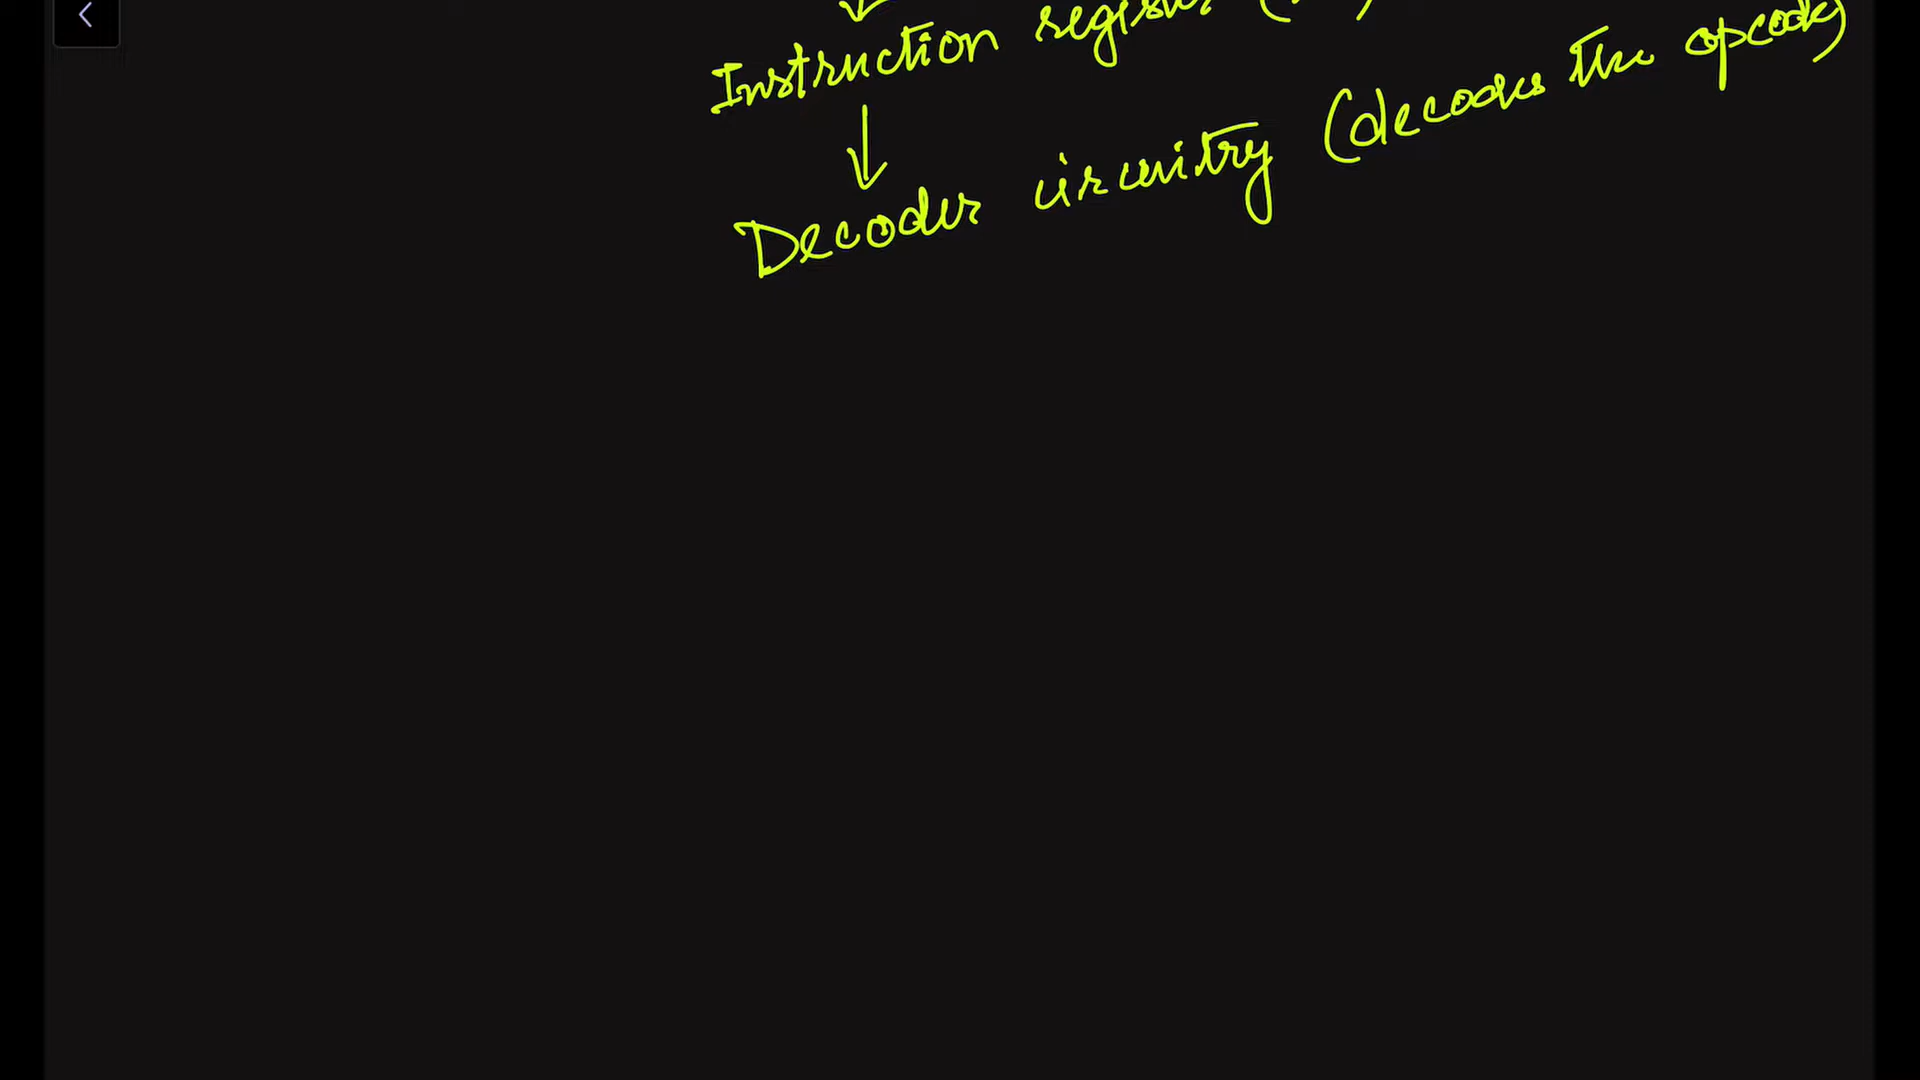 Instruction register (
Decoder circuitry (decodes the opcode)